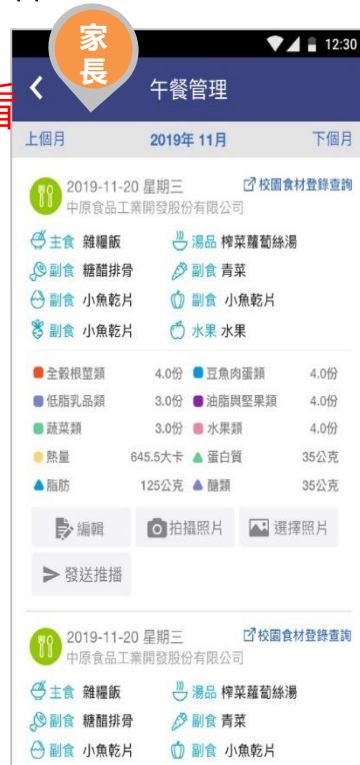 家
長
12:30
看
午餐管理
上個月 2019年 11月 下個月
2019-11-20 星期三 校園食材登錄查詢
中原食品工業開發股份有限公司
主食 雜糧飯 湯品 榨菜蘿蔔絲湯
副食 糖醋排骨 副食 青菜
副食 小魚乾片 副食 小魚乾片
副食 小魚乾片 水果 水果
全穀根莖類 4.0份 豆魚肉蛋類 4.0份
低脂乳品類 3.0份 油脂與堅果類 4.0份
蔬菜類 3.0份 水果類 4.0份
熱量 645.5大卡 蛋白質 35公克
脂肪 125公克 醣類 35公克
編輯 拍攝照片 選擇照片
發送推播
2019-11-20 星期三 校園食材登錄查詢
中原食品工業開發股份有限公司
主食 雜糧飯 湯品 榨菜蘿蔔絲湯
副食 糖醋排骨 副食 青菜
副食 小魚乾片 副食 小魚乾片